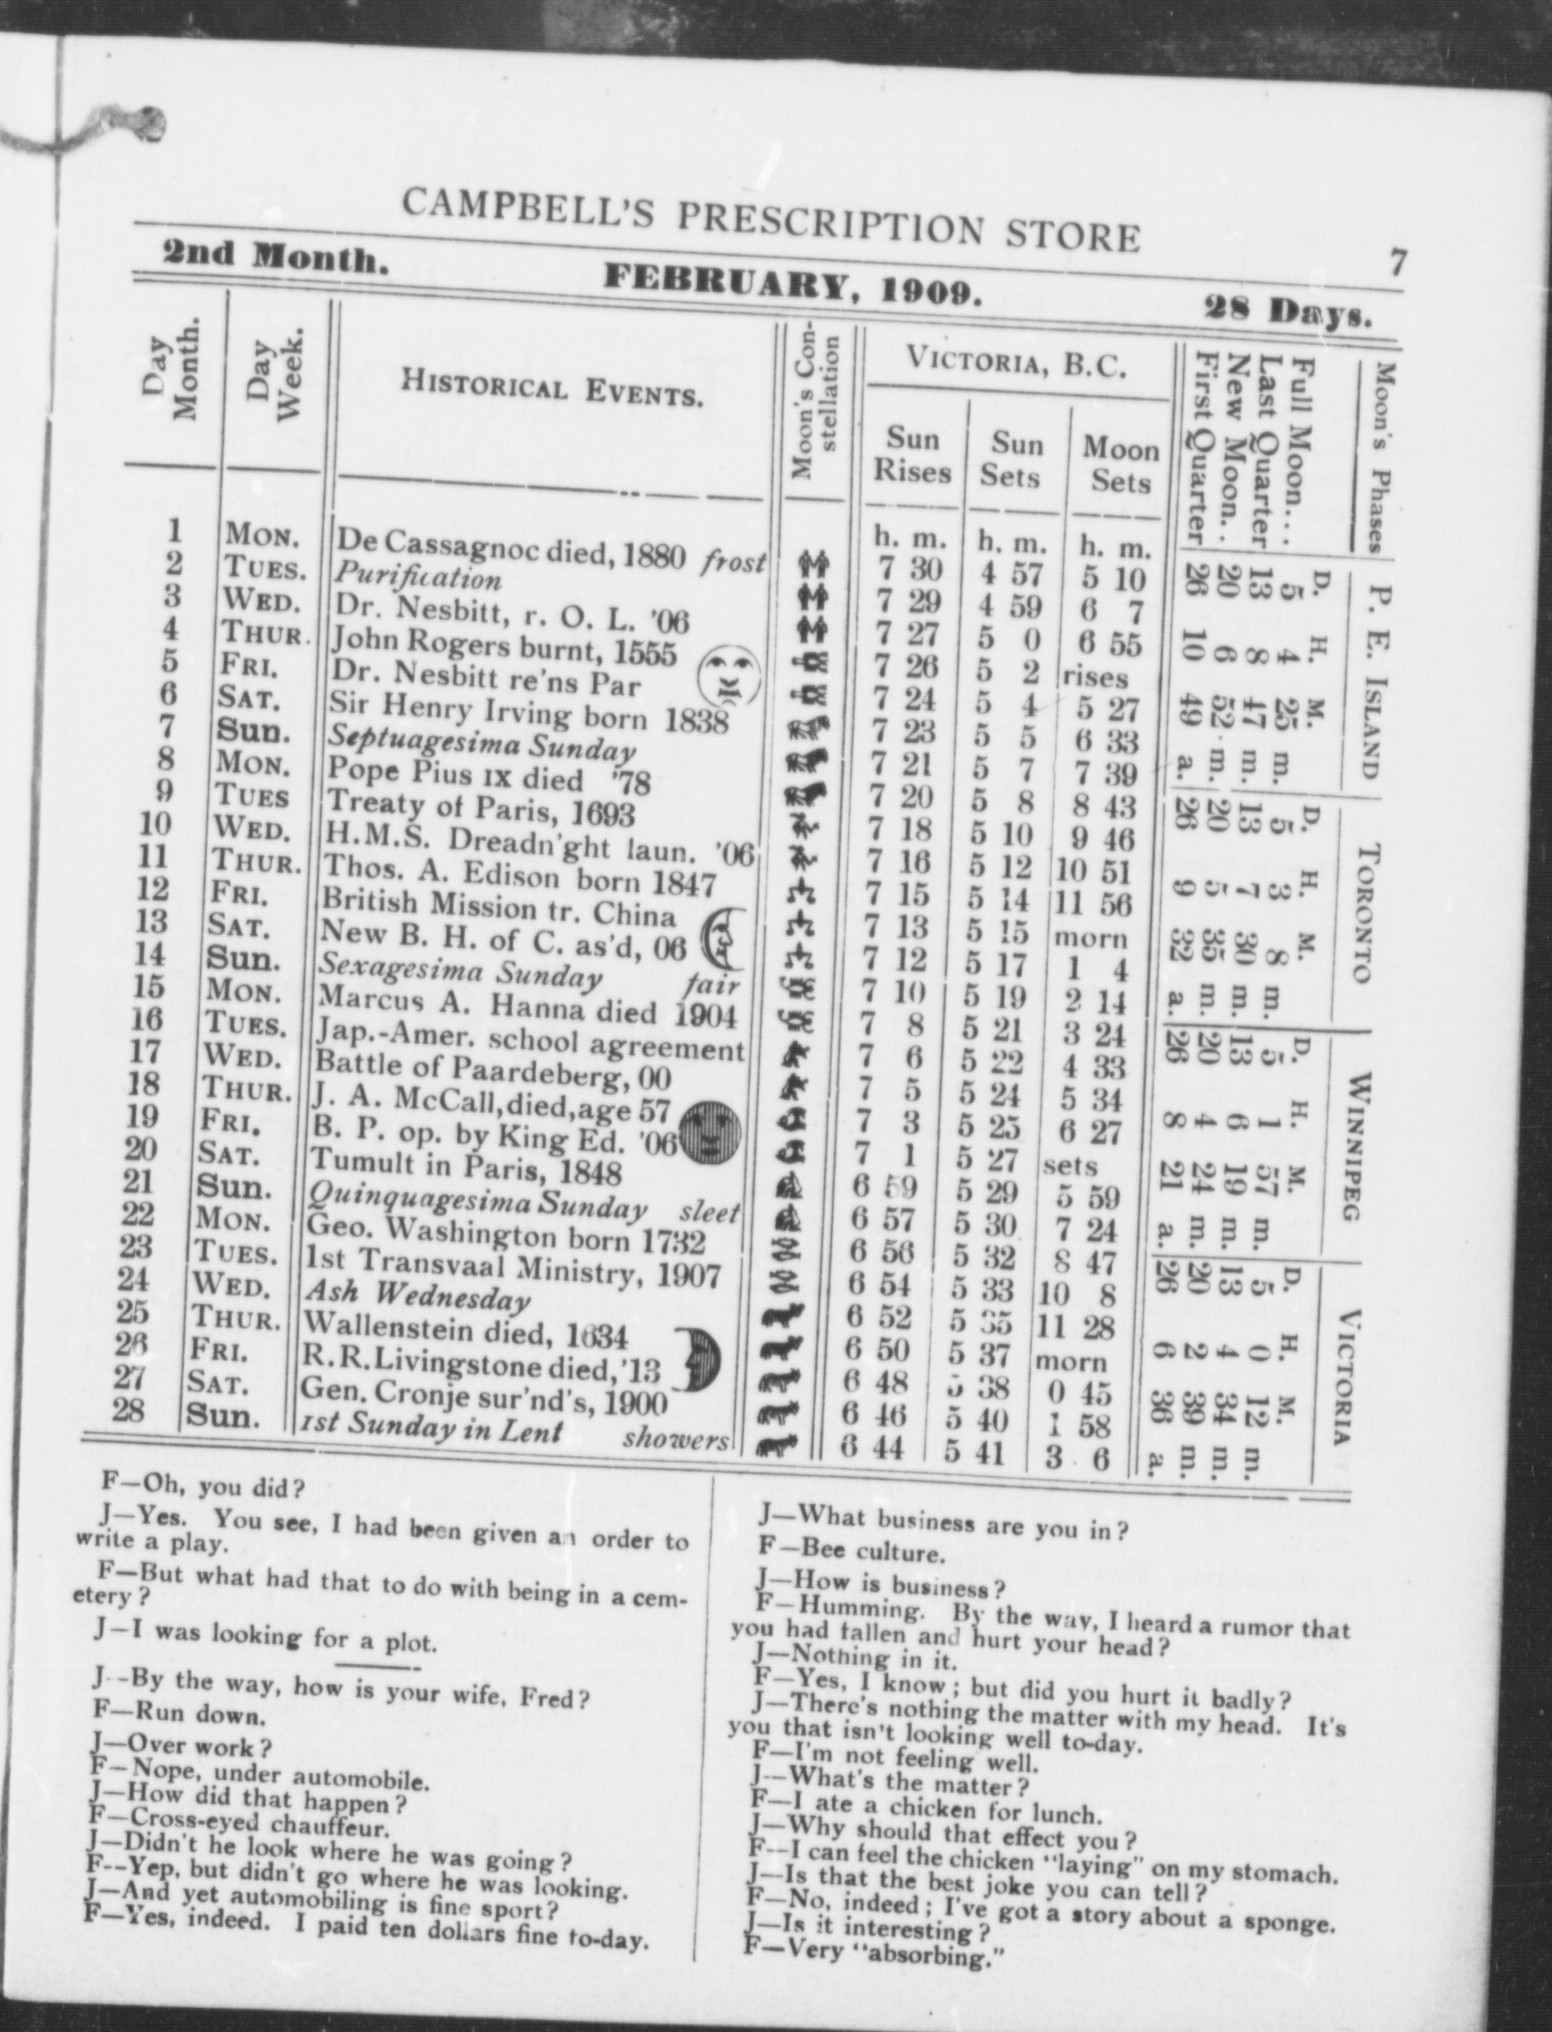 CAMPBELL'S PRESCRIPTION STORE 7
2nd Month. FEBRUARY, 1909. 28 Days.
Day Month. Day Week. HISTORICAL EVENTS. Moon's Con-stellation VICTORIA, B.C.
Sun Rises Sun Sets Moon Sets
h. m. h. m. h. m.
1 MON. De Cassagnoc died, 1880 frost 7 30 4 57 5 10
2 TUES. Purification 7 29 4 59 6 7
3 WED. Dr. Nesbitt, r. O. L. '06 7 27 5 0 6 55
4 THUR. John Rogers burnt, 1555 7 26 5 2 rises
5 FRI. Dr. Nesbitt re'ns Par 7 24 5 4 5 27
6 SAT. Sir Henry Irving born 1838 7 23 5 5 6 33
7 Sun. Septuagesima Sunday 7 21 5 7 7 39
8 MON. Pope Pius IX died '78 7 20 5 8 8 43
9 TUES Treaty of Paris, 1693 7 18 5 10 9 46
10 WED. H.M.S. Dreadn'ght laun. '06 7 16 5 12 10 51
11 THUR. Thos. A. Edison born 1847 7 15 5 14 11 56
12 FRI. British Mission tr. China 7 13 5 15 morn
13 SAT. New B. H. of C. as'd, 06 7 12 5 17 1 4
14 Sun. Sexagesima Sunday fair 7 10 5 19 2 14
15 MON. Marcus A. Hanna died 1904 7 8 5 21 3 24
16 TUES. Jap.-Amer. school agreement 7 6 5 22 4 33
17 WED. Battle of Paardeberg, 00 7 5 5 24 5 34
18 THUR. J. A. McCall, died, age 57 7 3 5 25 6 27
19 FRI. B. P. op. by King Ed. '06 7 1 5 27 sets
20 SAT. Tumult in Paris, 1848 6 59 5 29 5 59
21 Sun. Quinquagesima Sunday sleet 6 57 5 30 7 24
22 MON. Geo. Washington born 1732 6 56 5 32 8 47
23 TUES. 1st Transvaal Ministry, 1907 6 54 5 33 10 8
24 WED. Ash Wednesday 6 52 5 35 11 28
25 THUR. Wallenstein died, 1634 6 50 5 37 morn
26 FRI. R.R. Livingstone died, '13 6 48 5 38 0 45
27 SAT. Gen. Cronje sur'nd's, 1900 6 46 5 40 1 58
28 Sun. 1st Sunday in Lent showers 6 44 5 41 3 6
Moon's Phases P. E. ISLAND TORONTO WINNIPEG VICTORIA
D. H. M. D. H. M. D. H. M. D. H. M.
Full Moon... 5 4 25 m. 5 3 8 m. 5 1 57 m. 5 0 12 m.
Last Quarter 13 8 47 m. 13 7 30 m. 13 6 19 m. 13 4 34 m.
New Moon.. 20 6 52 m. 20 5 35 m. 20 4 24 m. 20 2 39 m.
First Quarter 26 10 49 a. 26 9 32 a. 26 8 21 a. 26 6 36 a.
F—Oh, you did?
J—Yes. You see, I had been given an order to
write a play.
F—But what had that to do with being in a cem-
etery?
J—I was looking for a plot.
J--By the way, how is your wife, Fred?
F—Run down.
J—Over work?
F—Nope, under automobile.
J—How did that happen?
F—Cross-eyed chauffeur.
J—Didn't he look where he was going?
F--Yep, but didn't go where he was looking.
J—And yet automobiling is fine sport?
F—Yes, indeed. I paid ten dollars fine to-day.
J—What business are you in?
F—Bee culture.
J—How is business?
F—Humming. By the way, I heard a rumor that
you had fallen and hurt your head?
J—Nothing in it.
F—Yes, I know; but did you hurt it badly?
J—There's nothing the matter with my head. It's
you that isn't looking well to-day.
F—I'm not feeling well.
J--What's the matter?
F—I ate a chicken for lunch.
J—Why should that effect you?
F--I can feel the chicken "laying" on my stomach.
J—Is that the best joke you can tell?
F—No, indeed; I've got a story about a sponge.
J—Is it interesting?
F—Very "absorbing."